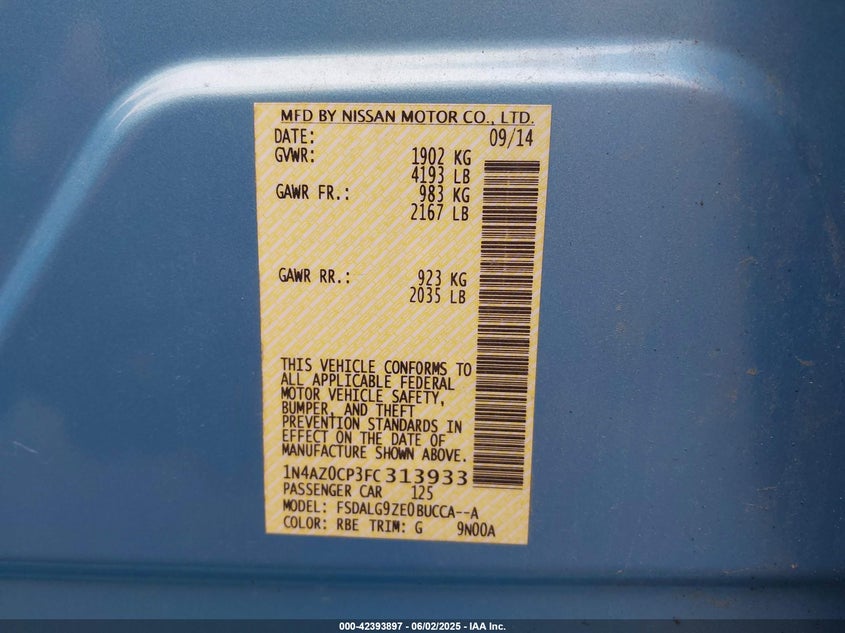 MFD BY NISSAN MOTOR CO., LTD.
DATE: 09/14
GVWR: 1902 KG
4193 LB
GAWR FR.: 983 KG
2167 LB
GAWR RR.: 923 KG
2035 LB
THIS VEHICLE CONFORMS TO
ALL APPLICABLE FEDERAL
MOTOR VEHICLE SAFETY,
BUMPER, AND THEFT
PREVENTION STANDARDS IN
EFFECT ON THE DATE OF
MANUFACTURE SHOWN ABOVE.
1N4AZ0CP3FC313933
PASSENGER CAR 125
MODEL: FSDALG9ZE0BUCCA--A
COLOR: RBE TRIM: G 9N00A
000-42393897 - 06/02/2025 - IAA Inc.